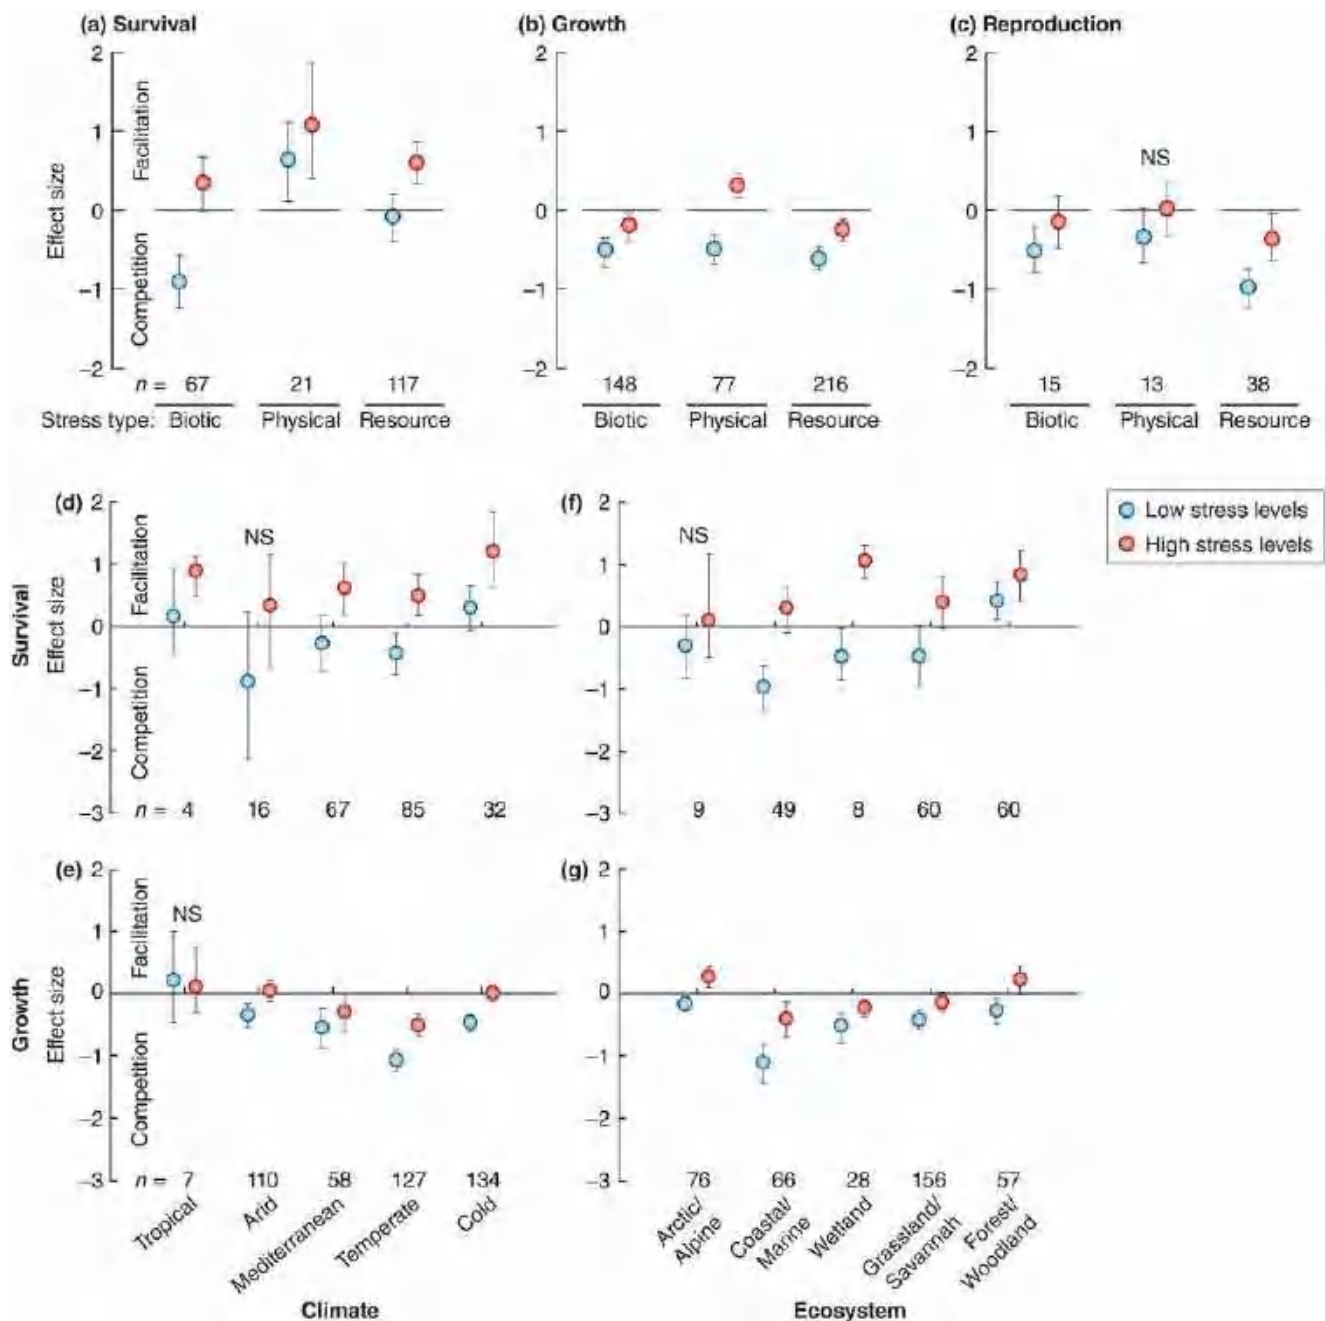 (a) Survival
2
1
0
−1
−2
Effect size
Facilitation
Competition
n = 67 21 117
Stress type: Biotic Physical Resource
(b) Growth
2
1
0
−1
−2
148 77 216
Biotic Physical Resource
(c) Reproduction
2
1
0
−1
−2
NS
15 13 38
Biotic Physical Resource
Low stress levels
High stress levels
Survival
(d)
2
1
0
−1
−2
−3
Effect size
Facilitation
Competition
NS
n = 4 16 67 85 32
(f)
2
1
0
−1
−2
−3
NS
9 49 8 60 60
Growth
(e)
2
1
0
−1
−2
−3
Effect size
Facilitation
Competition
NS
n = 7 110 58 127 134
Tropical
Arid
Mediterranean
Temperate
Cold
Climate
(g)
2
1
0
−1
−2
−3
76 66 28 156 57
Arctic/
Alpine
Coastal/
Marine
Wetland
Grassland/
Savannah
Forest/
Woodland
Ecosystem